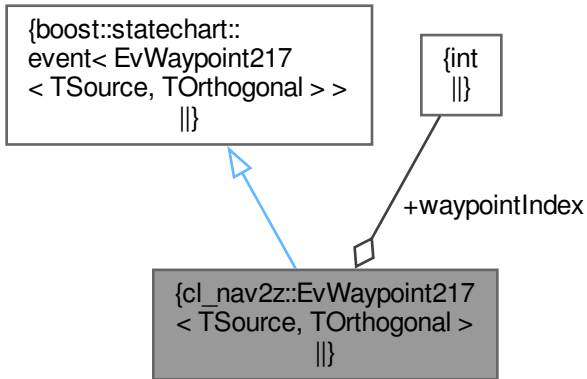 {boost::statechart::
event< EvWaypoint217
< TSource, TOrthogonal > >
||}
{int
||}
+waypointIndex
{cl_nav2z::EvWaypoint217
< TSource, TOrthogonal >
||}